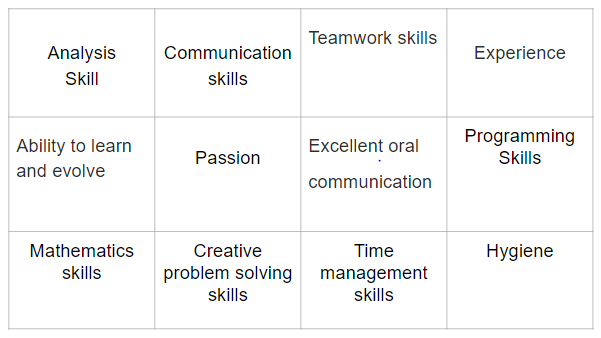 Analysis
Skill
Communication
skills
Teamwork skills
Experience
Ability to learn
and evolve
Passion
Excellent oral
communication
Programming
Skills
Mathematics
skills
Creative
problem solving
skills
Time
management
skills
Hygiene